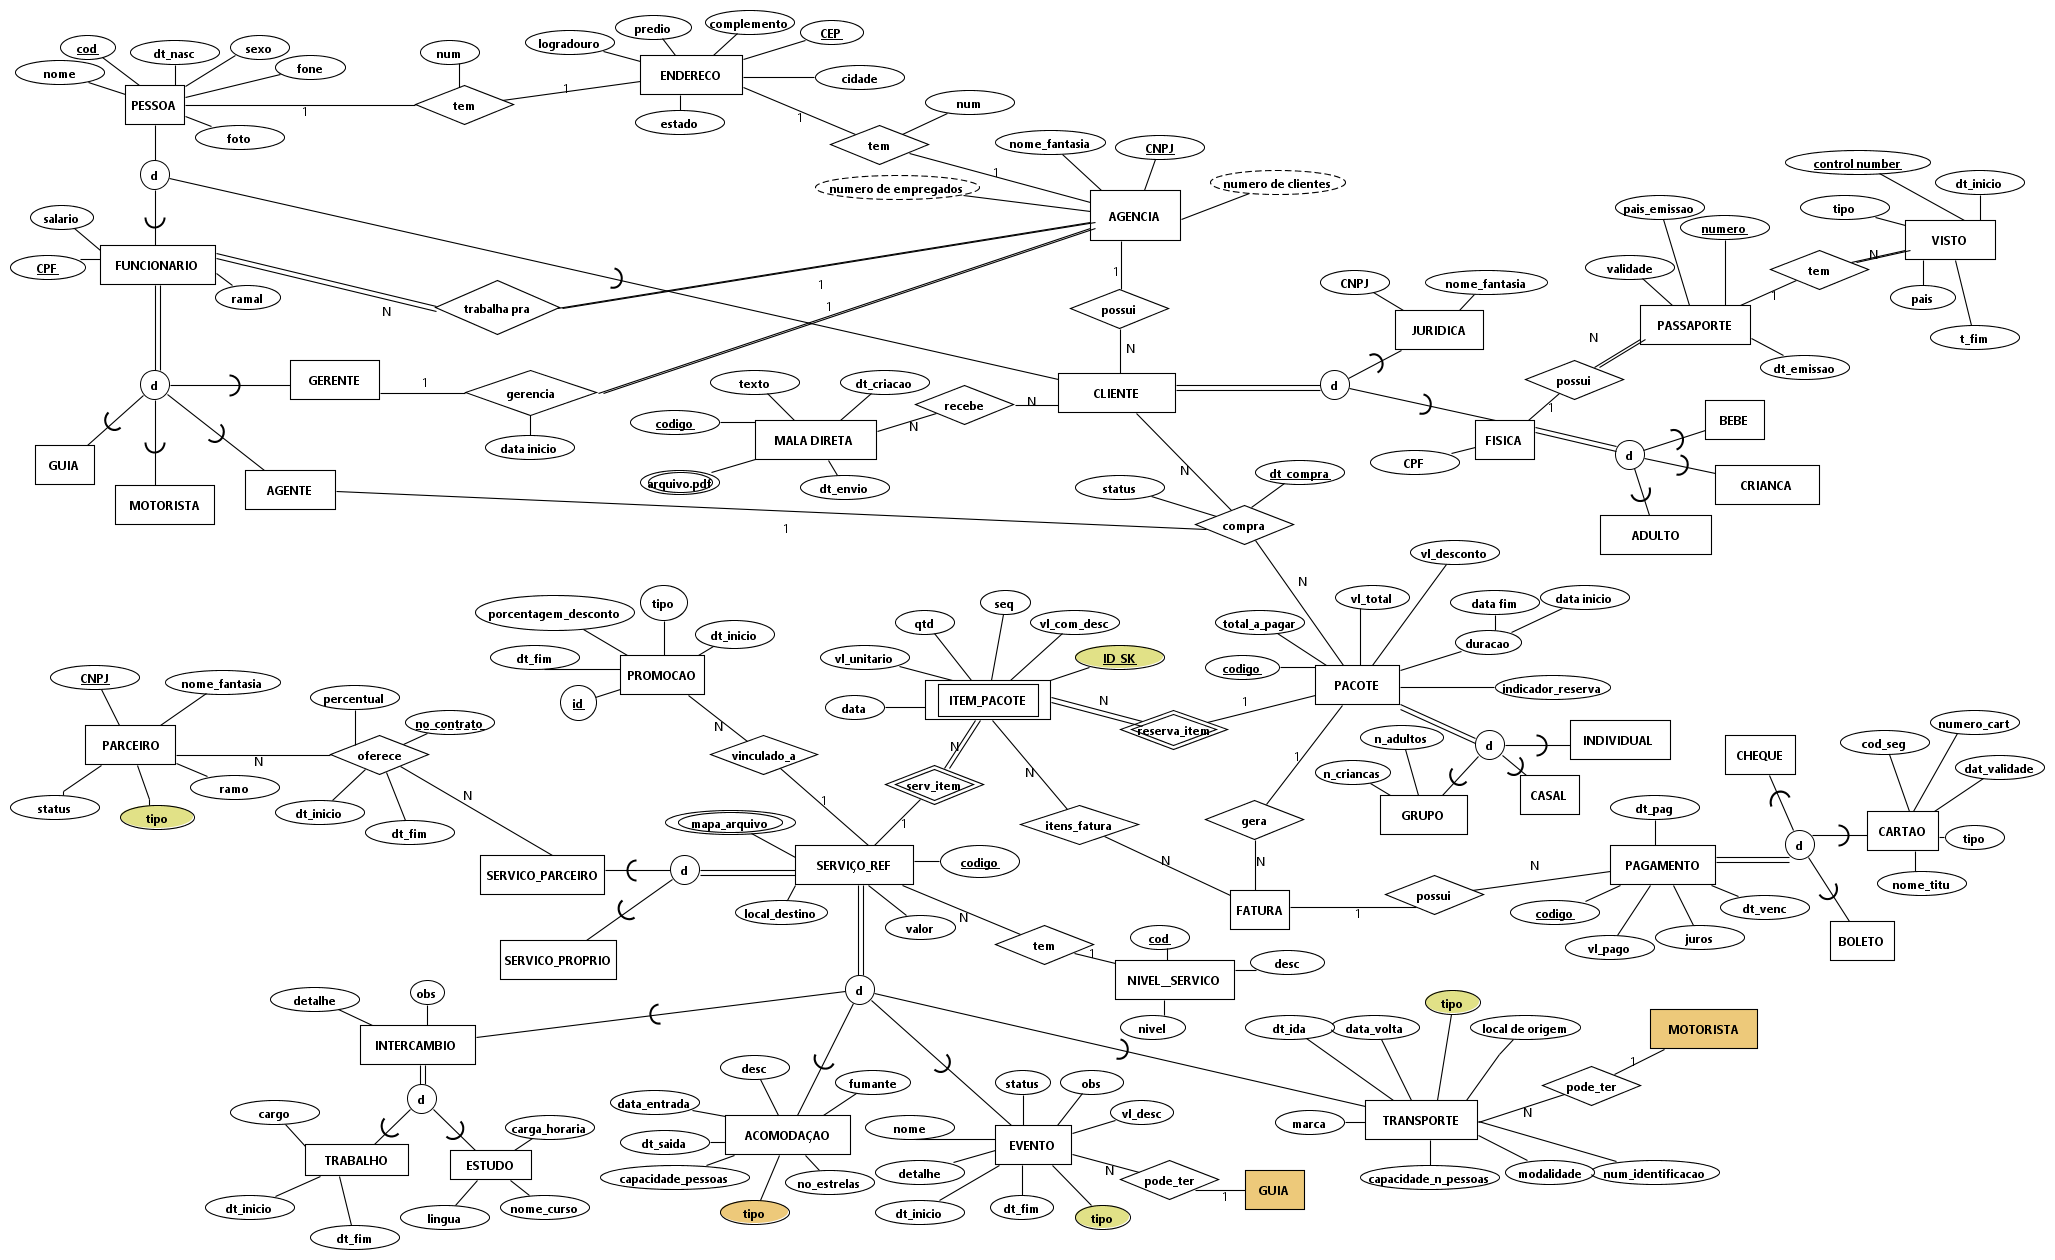 cod
dt_nasc
sexo
nome
fone
PESSOA
foto
num
tem
1
1
logradouro
predio
complemento
CEP
ENDERECO
cidade
estado
1
tem
num
1
nome_fantasia
CNPJ
numero de empregados
numero de clientes
AGENCIA
d
salario
CPF
FUNCIONARIO
ramal
N
trabalha pra
1
1
1
possui
N
d
GERENTE
1
gerencia
data inicio
GUIA
MOTORISTA
AGENTE
1
texto
dt_criacao
codigo
MALA DIRETA
arquivo.pdf
dt_envio
N
recebe
N
CLIENTE
d
CNPJ
nome_fantasia
JURIDICA
FISICA
CPF
d
BEBE
CRIANCA
ADULTO
1
possui
N
pais_emissao
numero
validade
PASSAPORTE
dt_emissao
1
tem
N
control number
dt_inicio
tipo
VISTO
pais
t_fim
N
status
dt_compra
compra
N
vl_desconto
vl_total
total_a_pagar
codigo
data fim
data inicio
duracao
PACOTE
indicador_reserva
d
INDIVIDUAL
CASAL
n_adultos
n_criancas
GRUPO
porcentagem_desconto
tipo
dt_inicio
dt_fim
PROMOCAO
id
N
vinculado_a
1
seq
qtd
vl_com_desc
vl_unitario
ID_SK
data
ITEM_PACOTE
N
reserva_item
1
N
serv_item
1
N
itens_fatura
N
1
gera
N
FATURA
1
possui
N
CNPJ
nome_fantasia
PARCEIRO
status
tipo
ramo
N
percentual
no_contrato
oferece
dt_inicio
dt_fim
N
SERVICO_PARCEIRO
d
SERVICO_PROPRIO
mapa_arquivo
SERVIÇO_REF
codigo
local_destino
valor
N
tem
1
cod
desc
NIVEL_SERVICO
nivel
dt_pag
PAGAMENTO
codigo
vl_pago
juros
dt_venc
d
CHEQUE
BOLETO
cod_seg
numero_cart
dat_validade
CARTAO
tipo
nome_titu
d
detalhe
obs
INTERCAMBIO
d
cargo
TRABALHO
dt_inicio
dt_fim
carga_horaria
ESTUDO
lingua
nome_curso
desc
fumante
data_entrada
ACOMODAÇAO
dt_saida
capacidade_pessoas
no_estrelas
tipo
status
obs
nome
vl_desc
EVENTO
detalhe
dt_inicio
dt_fim
tipo
N
pode_ter
1
GUIA
tipo
dt_ida
data_volta
local de origem
marca
TRANSPORTE
capacidade_n_pessoas
modalidade
num_identificacao
N
pode_ter
1
MOTORISTA